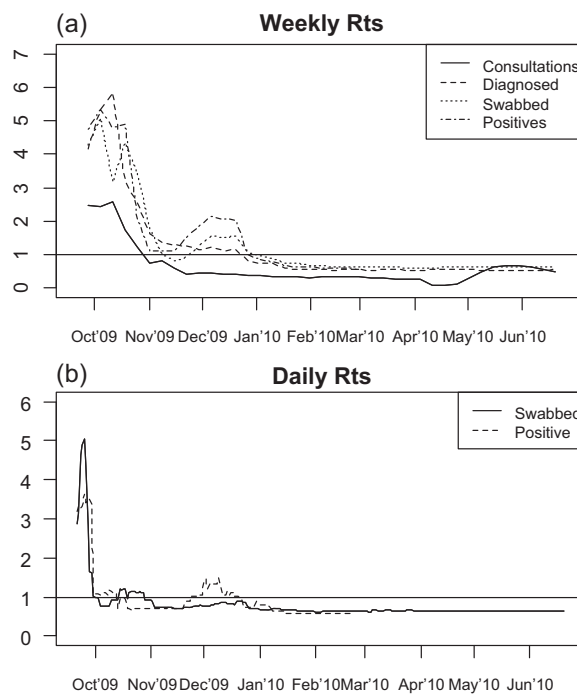 (a) Weekly Rts
7
6
5
4
3
2
1
0
Consultations
Diagnosed
Swabbed
Positives
Oct'09 Nov'09 Dec'09 Jan'10 Feb'10 Mar'10 Apr'10 May'10 Jun'10
(b) Daily Rts
6
5
4
3
2
1
0
Swabbed
Positive
Oct'09 Nov'09 Dec'09 Jan'10 Feb'10 Mar'10 Apr'10 May'10 Jun'10